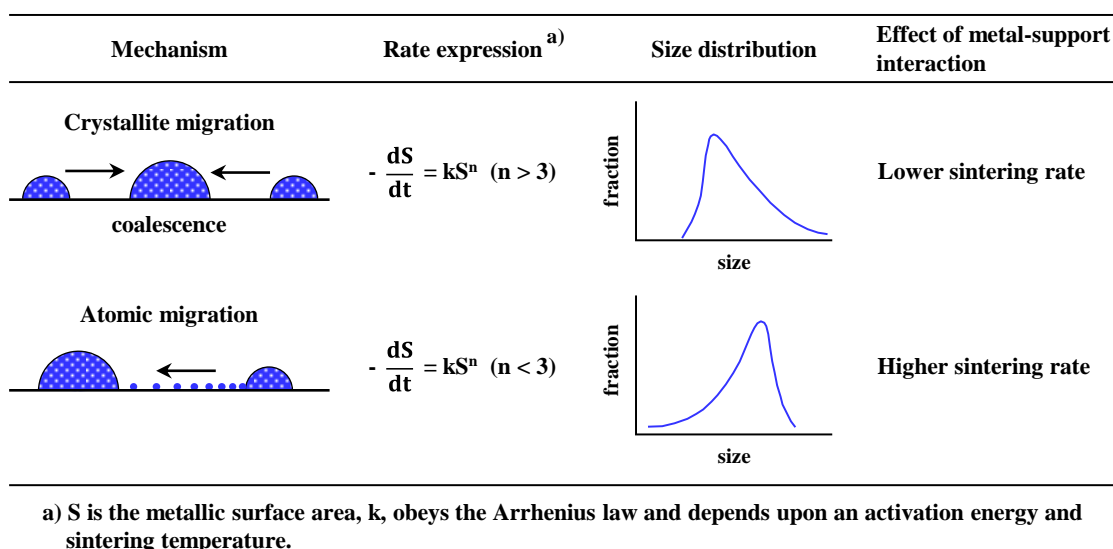 Mechanism
Rate expression a)
Size distribution
Effect of metal-support
interaction
Crystallite migration
coalescence
- dS/dt = kSⁿ (n > 3)
fraction
size
Lower sintering rate
Atomic migration
- dS/dt = kSⁿ (n < 3)
fraction
size
Higher sintering rate
a) S is the metallic surface area, k, obeys the Arrhenius law and depends upon an activation energy and
sintering temperature.